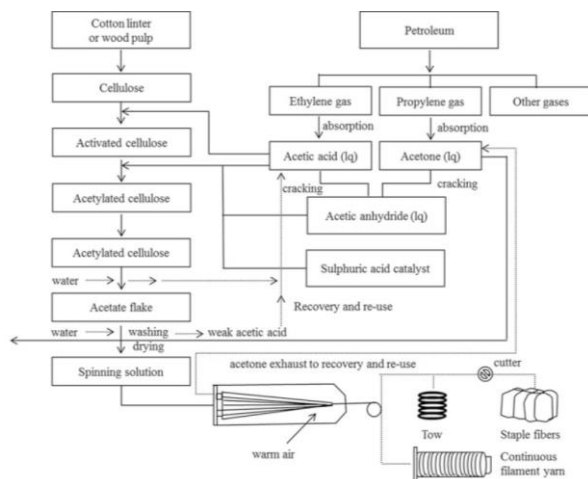 Cotton linter
or wood pulp
Petroleum
Cellulose
Ethylene gas
Propylene gas
Other gases
absorption
absorption
Activated cellulose
Acetic acid (lq)
Acetone (lq)
cracking
cracking
Acetylated cellulose
Acetic anhydride (lq)
Acetylated cellulose
Sulphuric acid catalyst
water
Recovery and re-use
Acetate flake
water
washing
weak acetic acid
drying
Spinning solution
acetone exhaust to recovery and re-use
cutter
warm air
Tow
Staple fibers
Continuous
filament yarn